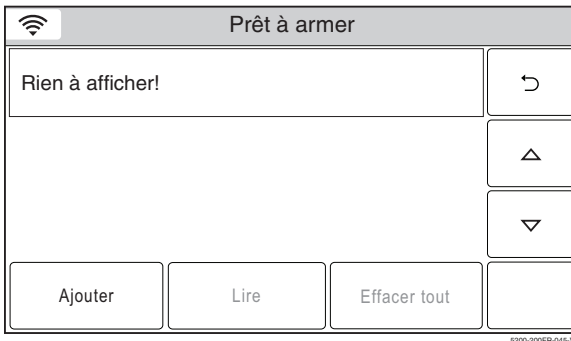 Prêt à armer
Rien à afficher!
Ajouter
Lire
Effacer tout